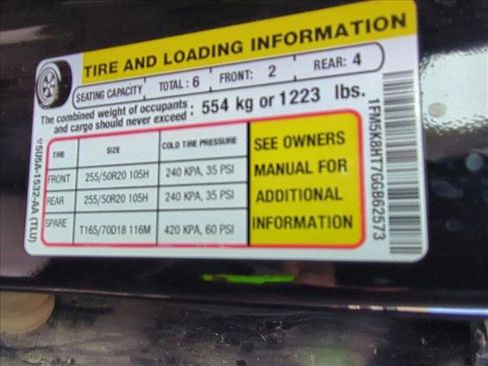 TIRE AND LOADING INFORMATION
SEATING CAPACITY TOTAL : 6 FRONT: 2 REAR: 4
The combined weight of occupants and cargo should never exceed : 554 kg or 1223 lbs.
TIRE SIZE COLD TIRE PRESSURE
FRONT 255/50R20 105H 240 KPA, 35 PSI
REAR 255/50R20 105H 240 KPA, 35 PSI
SPARE T165/70D18 116M 420 KPA, 60 PSI
SEE OWNERS
MANUAL FOR
ADDITIONAL
INFORMATION
1FM5K8HT7GGB62573
(TLU)